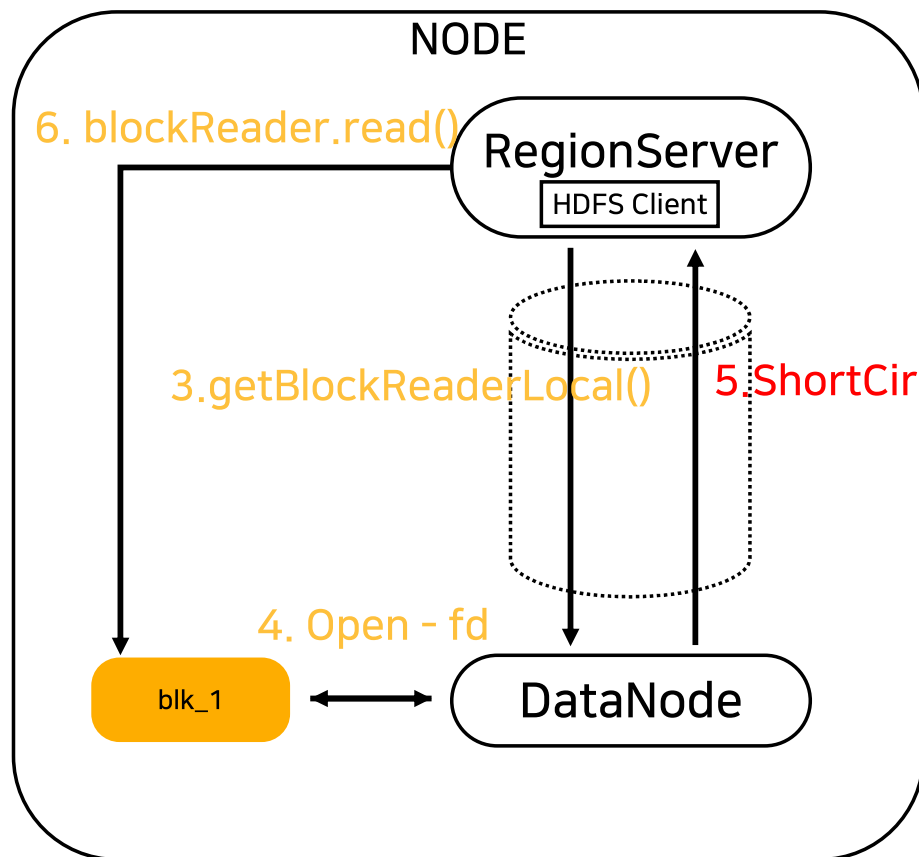 NODE
6. blockReader.read()
RegionServer
HDFS Client
3.getBlockReaderLocal()
5.ShortCir
4. Open - fd
blk_1
DataNode